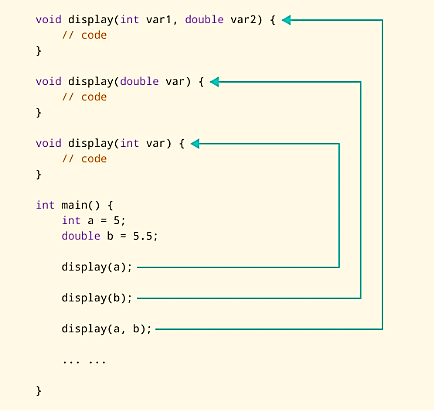 void display(int var1, double var2) {
// code
}
void display(double var) {
// code
}
void display(int var) {
// code
}
int main() {
int a = 5;
double b = 5.5;
display(a);
display(b);
display(a, b);
... ...
}